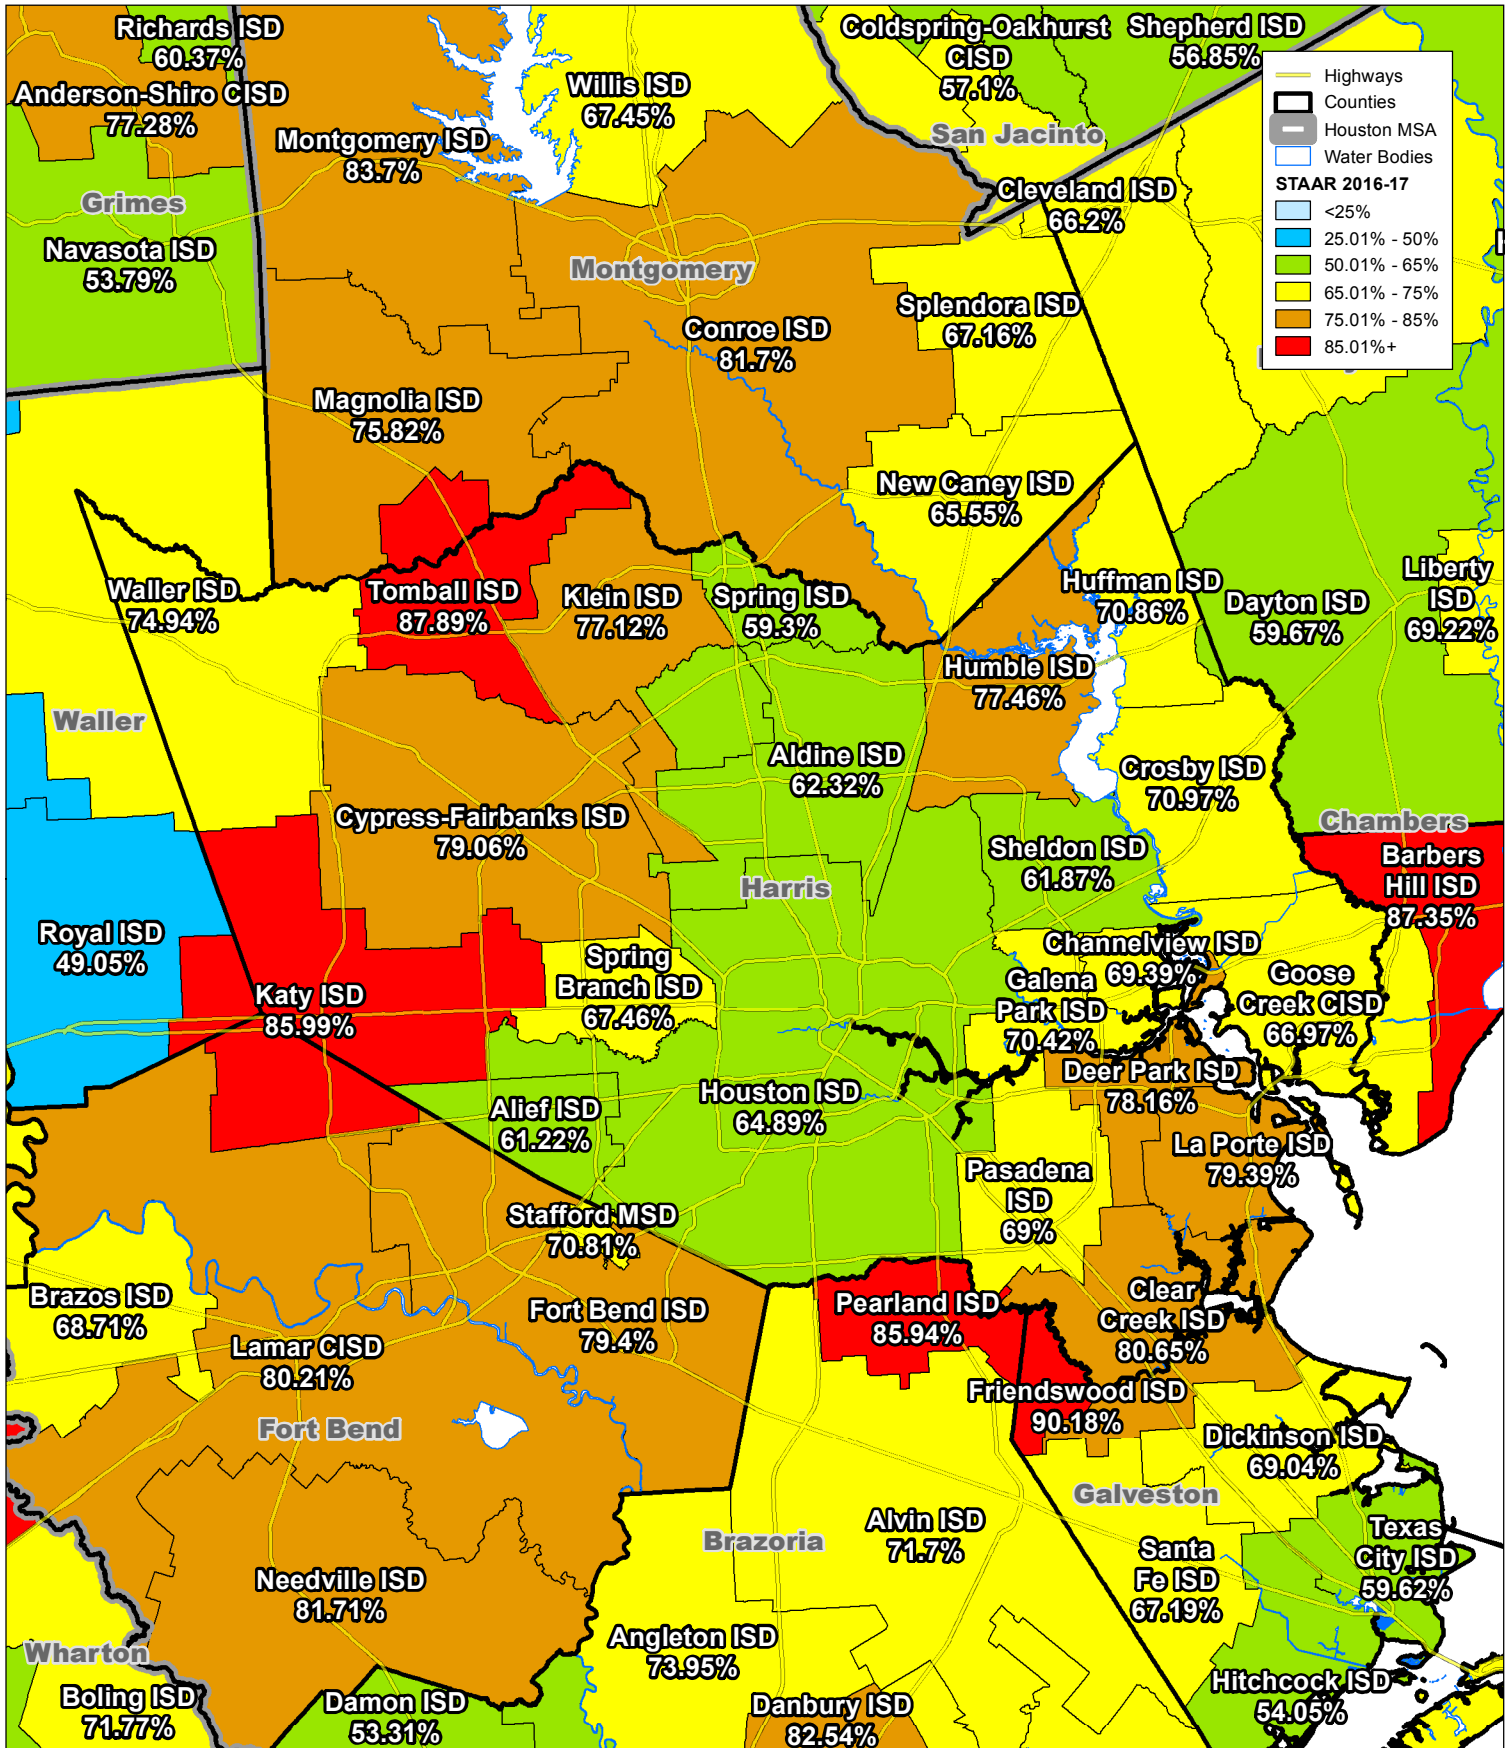 Richards ISD
60.37%
Anderson-Shiro CISD
77.28%
Coldspring-Oakhurst
CISD
57.1%
Shepherd ISD
56.85%
Willis ISD
67.45%
Highways
Counties
Houston MSA
Water Bodies
STAAR 2016-17
<25%
25.01% - 50%
50.01% - 65%
65.01% - 75%
75.01% - 85%
85.01%+
Montgomery ISD
83.7%
San Jacinto
Grimes
Cleveland ISD
66.2%
Navasota ISD
53.79%
Montgomery
Splendora ISD
67.16%
Conroe ISD
81.7%
Magnolia ISD
75.82%
New Caney ISD
65.55%
Waller ISD
74.94%
Tomball ISD
87.89%
Klein ISD
77.12%
Spring ISD
59.3%
Huffman ISD
70.86%
Dayton ISD
59.67%
Liberty
ISD
69.22%
Humble ISD
77.46%
Waller
Aldine ISD
62.32%
Crosby ISD
70.97%
Cypress-Fairbanks ISD
79.06%
Chambers
Sheldon ISD
61.87%
Barbers
Hill ISD
87.35%
Harris
Royal ISD
49.05%
Spring
Branch ISD
67.46%
Channelview ISD
69.39%
Galena
Park ISD
70.42%
Goose
Creek CISD
66.97%
Katy ISD
85.99%
Deer Park ISD
78.16%
Houston ISD
64.89%
Alief ISD
61.22%
La Porte ISD
79.39%
Pasadena
ISD
69%
Stafford MSD
70.81%
Brazos ISD
68.71%
Fort Bend ISD
79.4%
Pearland ISD
85.94%
Clear
Creek ISD
80.65%
Lamar CISD
80.21%
Friendswood ISD
90.18%
Fort Bend
Dickinson ISD
69.04%
Galveston
Alvin ISD
71.7%
Brazoria
Texas
City ISD
59.62%
Santa
Fe ISD
67.19%
Needville ISD
81.71%
Angleton ISD
73.95%
Wharton
Boling ISD
71.77%
Damon ISD
53.31%
Danbury ISD
82.54%
Hitchcock ISD
54.05%